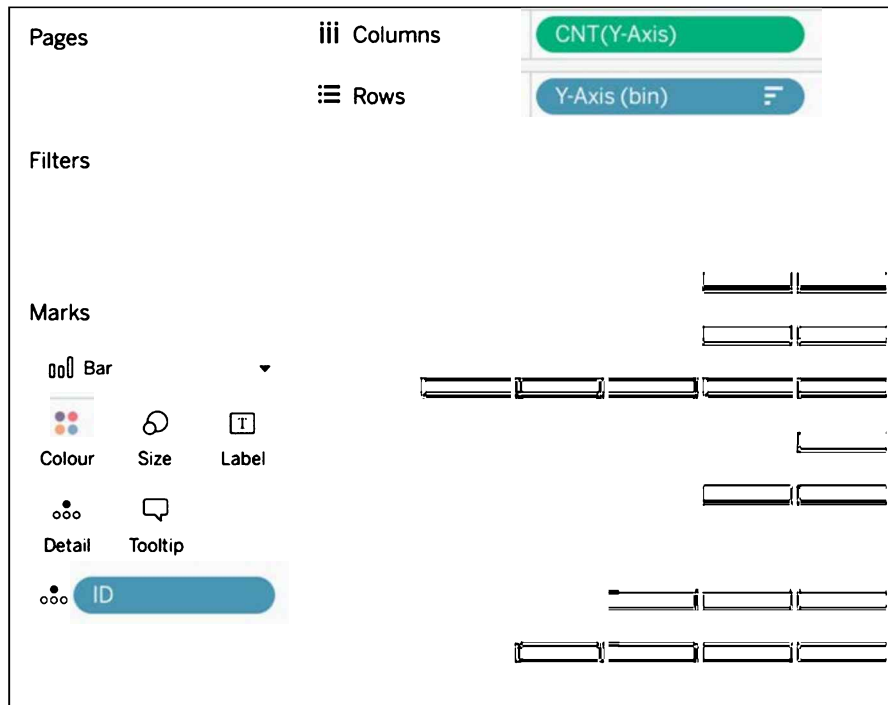 Pages
Columns CNT(Y-Axis)
Rows Y-Axis (bin)
Filters
Marks
Bar
Colour Size Label
Detail Tooltip
ID